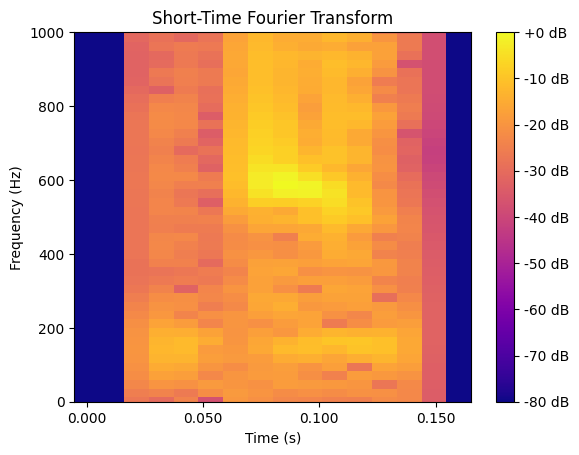 Short-Time Fourier Transform
1000
800
600
400
200
0
Frequency (Hz)
0.000
0.050
0.100
0.150
Time (s)
+0 dB
-10 dB
-20 dB
-30 dB
-40 dB
-50 dB
-60 dB
-70 dB
-80 dB